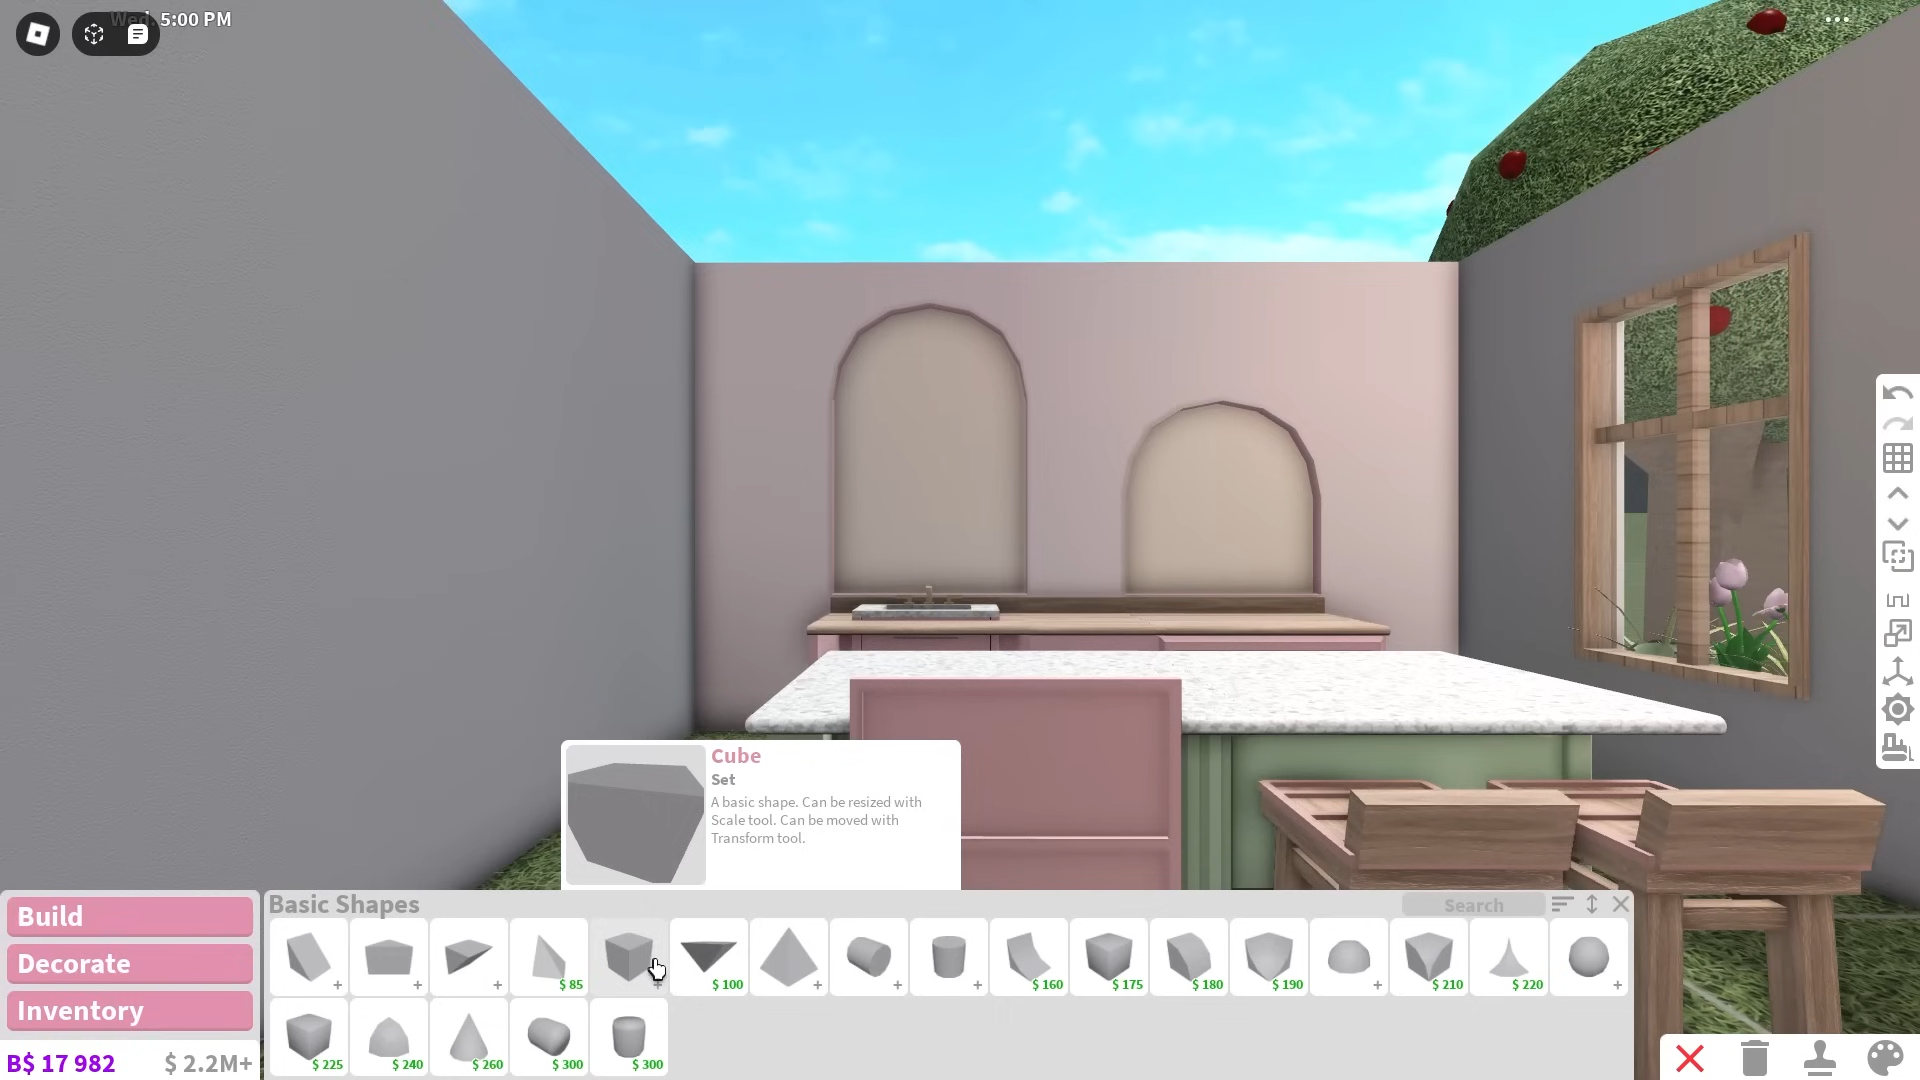 Wed. 5:00 PM
Cube
Set
A basic shape. Can be resized with
Scale tool. Can be moved with
Transform tool.
Build
Decorate
Inventory
B$ 17 982
$ 2.2M+
Basic Shapes
Search
+ + + $ 85 + $ 100 + + + $ 160 $ 175 $ 180 $ 190 + $ 210 $ 220 +
$ 225 $ 240 $ 260 $ 300 $ 300